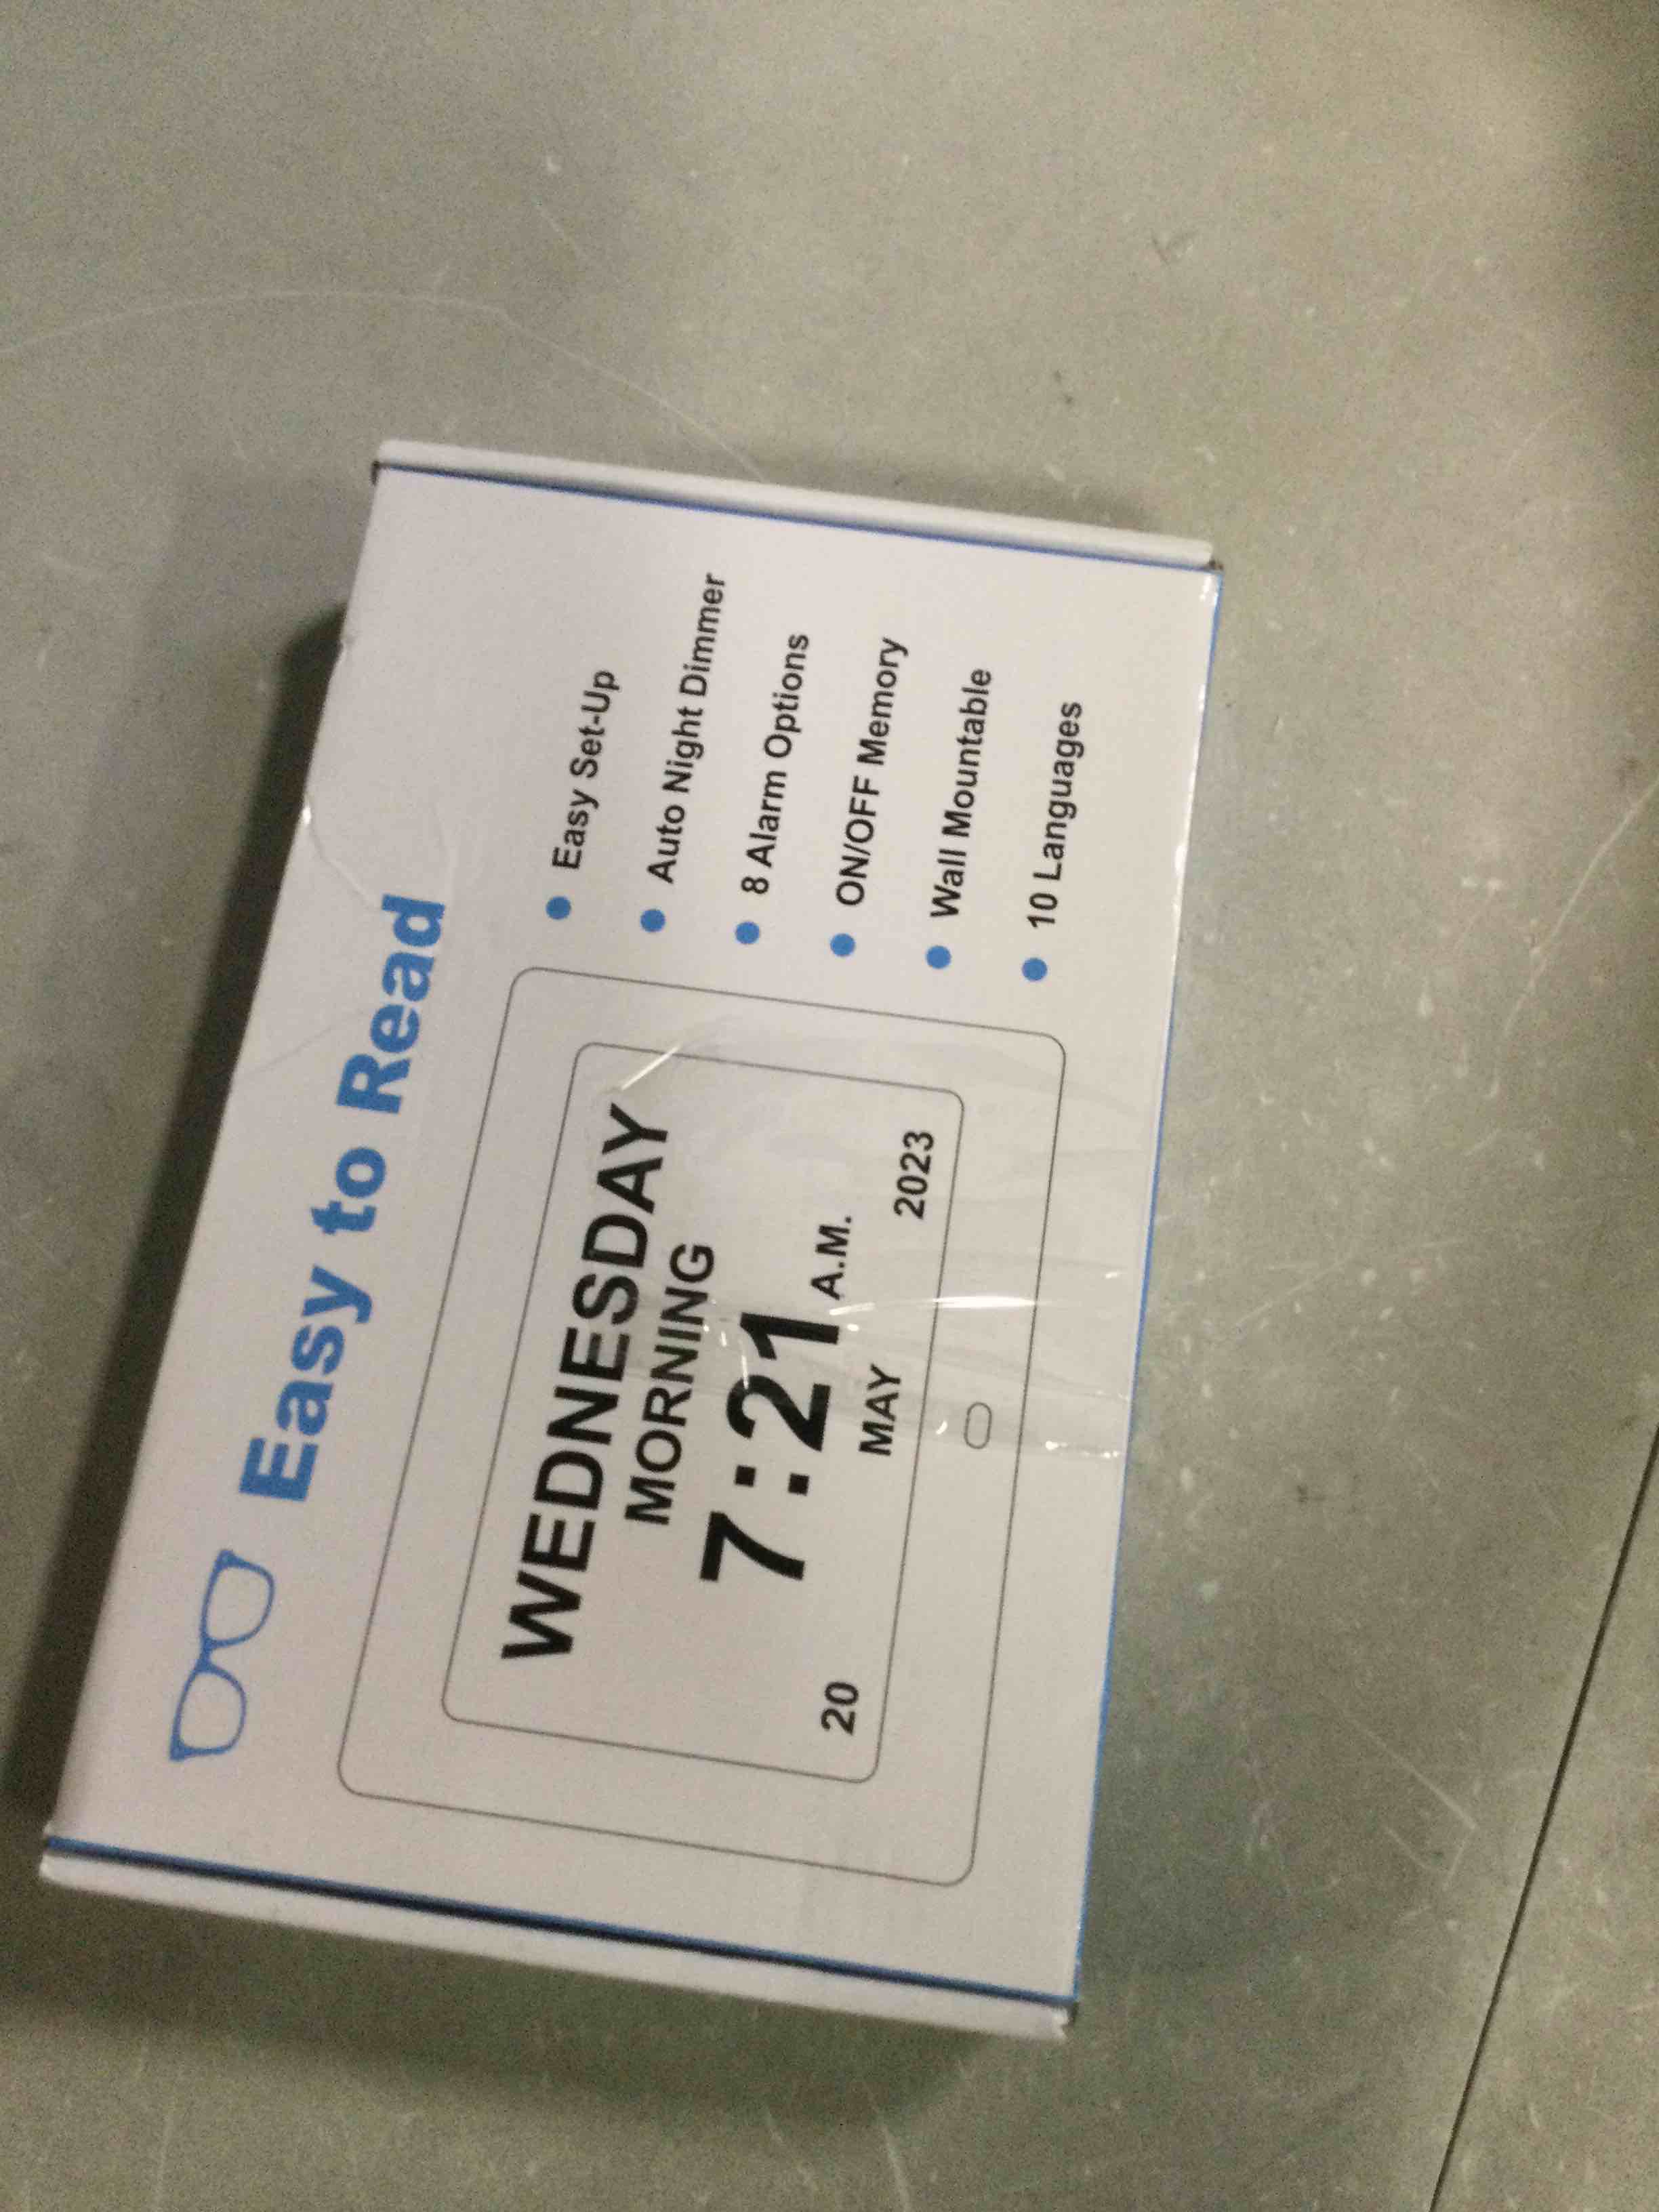 Easy to Read
WEDNESDAY
MORNING
7:21 A.M.
20 MAY 2023
Easy Set-Up
Auto Night Dimmer
8 Alarm Options
ON/OFF Memory
Wall Mountable
10 Languages